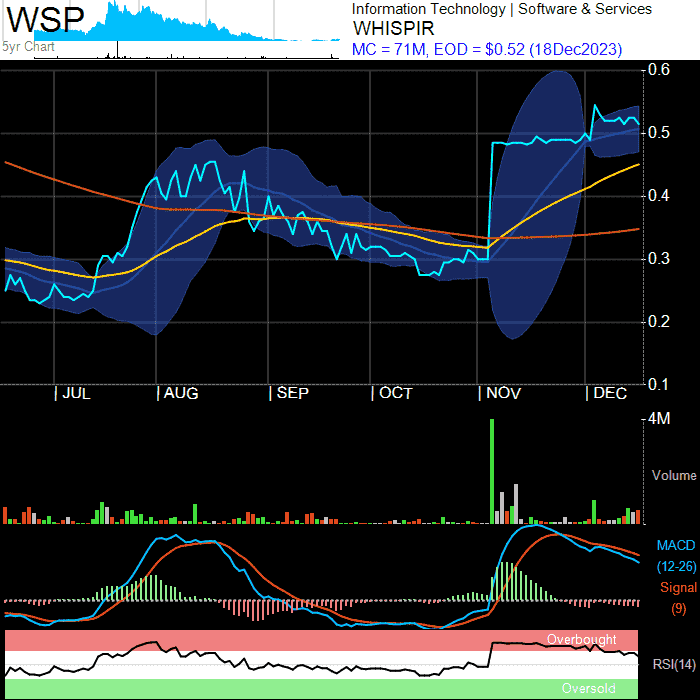 WSP
5yr Chart
Information Technology | Software & Services
WHISPIR
MC = 71M, EOD = $0.52 (18Dec2023)
0.6
0.5
0.4
0.3
0.2
0.1
| JUL | AUG | SEP | OCT | NOV | DEC
4M
Volume
MACD
(12-26)
Signal
(9)
Overbought
RSI(14)
Oversold